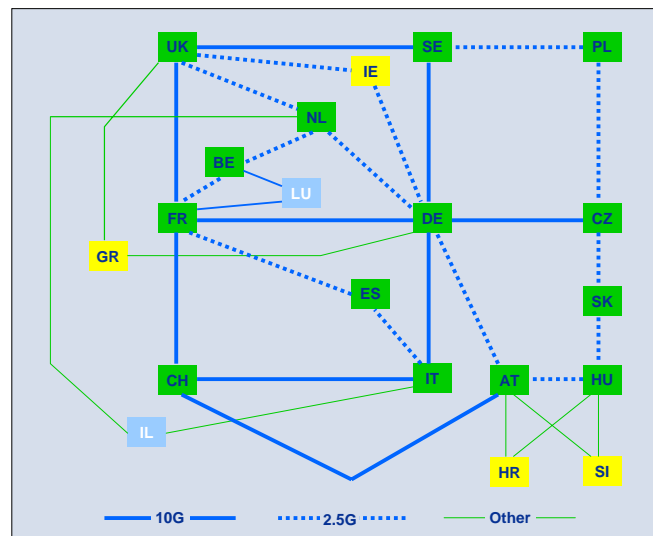 UK
SE
PL
IE
NL
BE
LU
FR
DE
CZ
GR
ES
SK
CH
IT
AT
HU
IL
HR
SI
10G
2.5G
Other